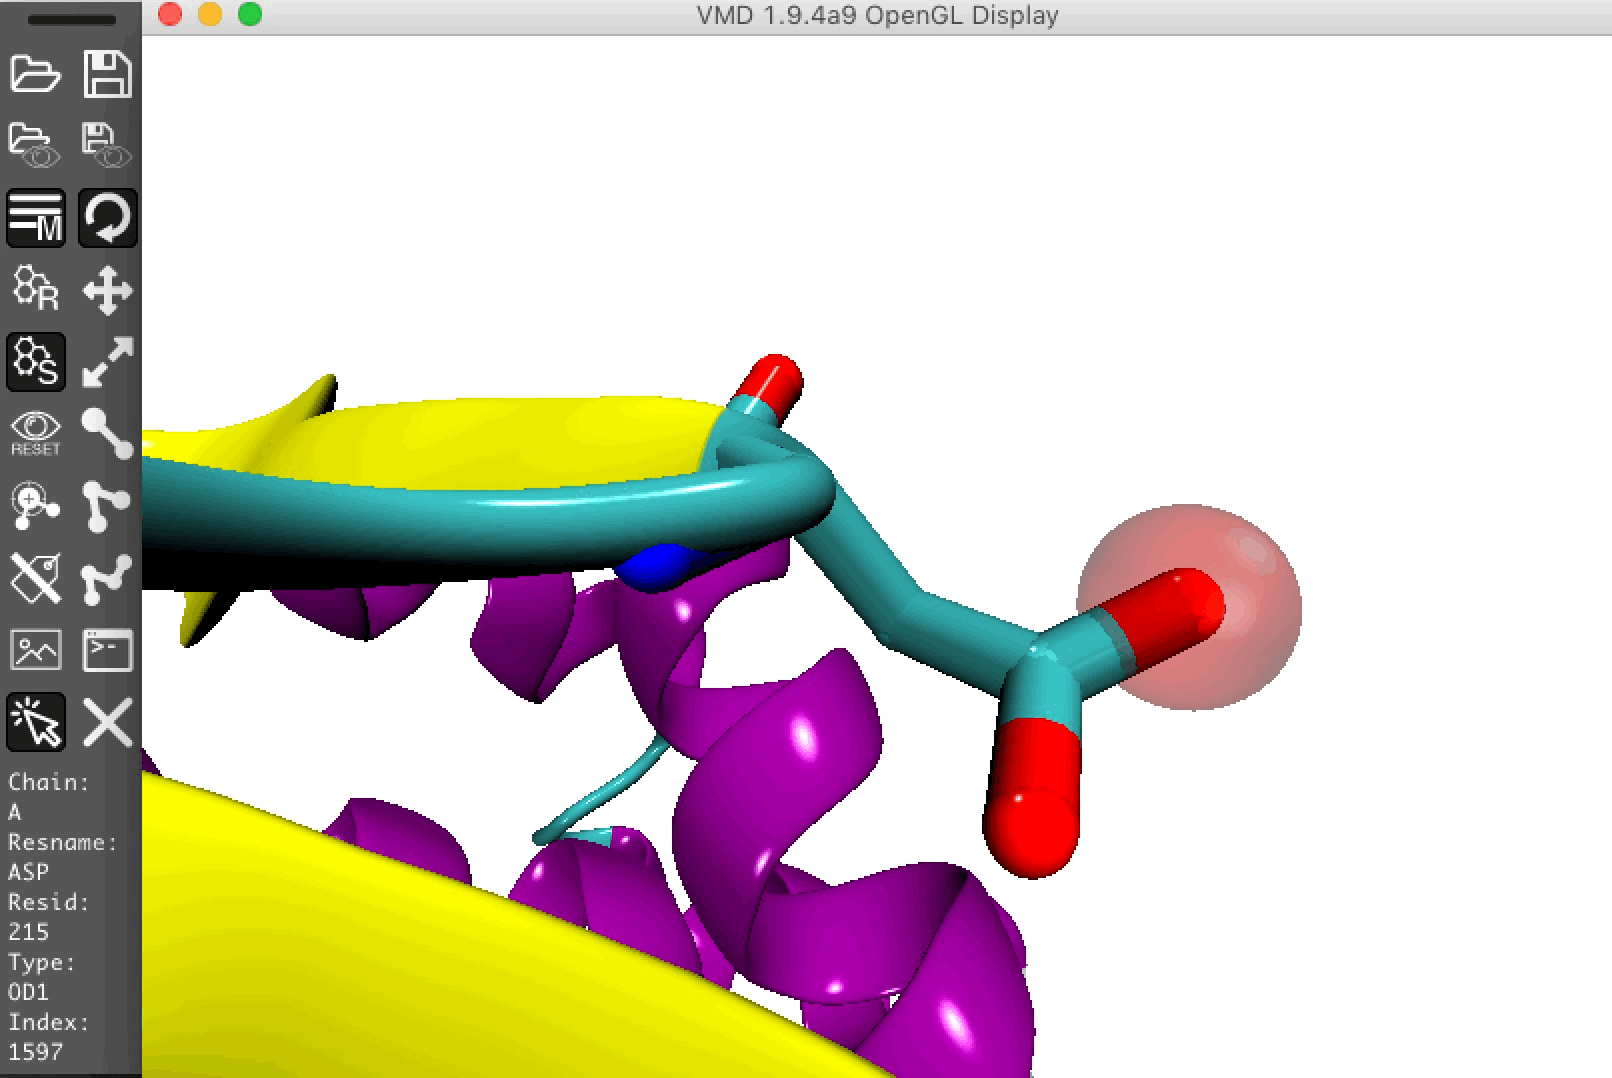 VMD 1.9.4a9 OpenGL Display
M
R
S
RESET
>-
Chain:
A
Resname:
ASP
Resid:
215
Type:
OD1
Index:
1597